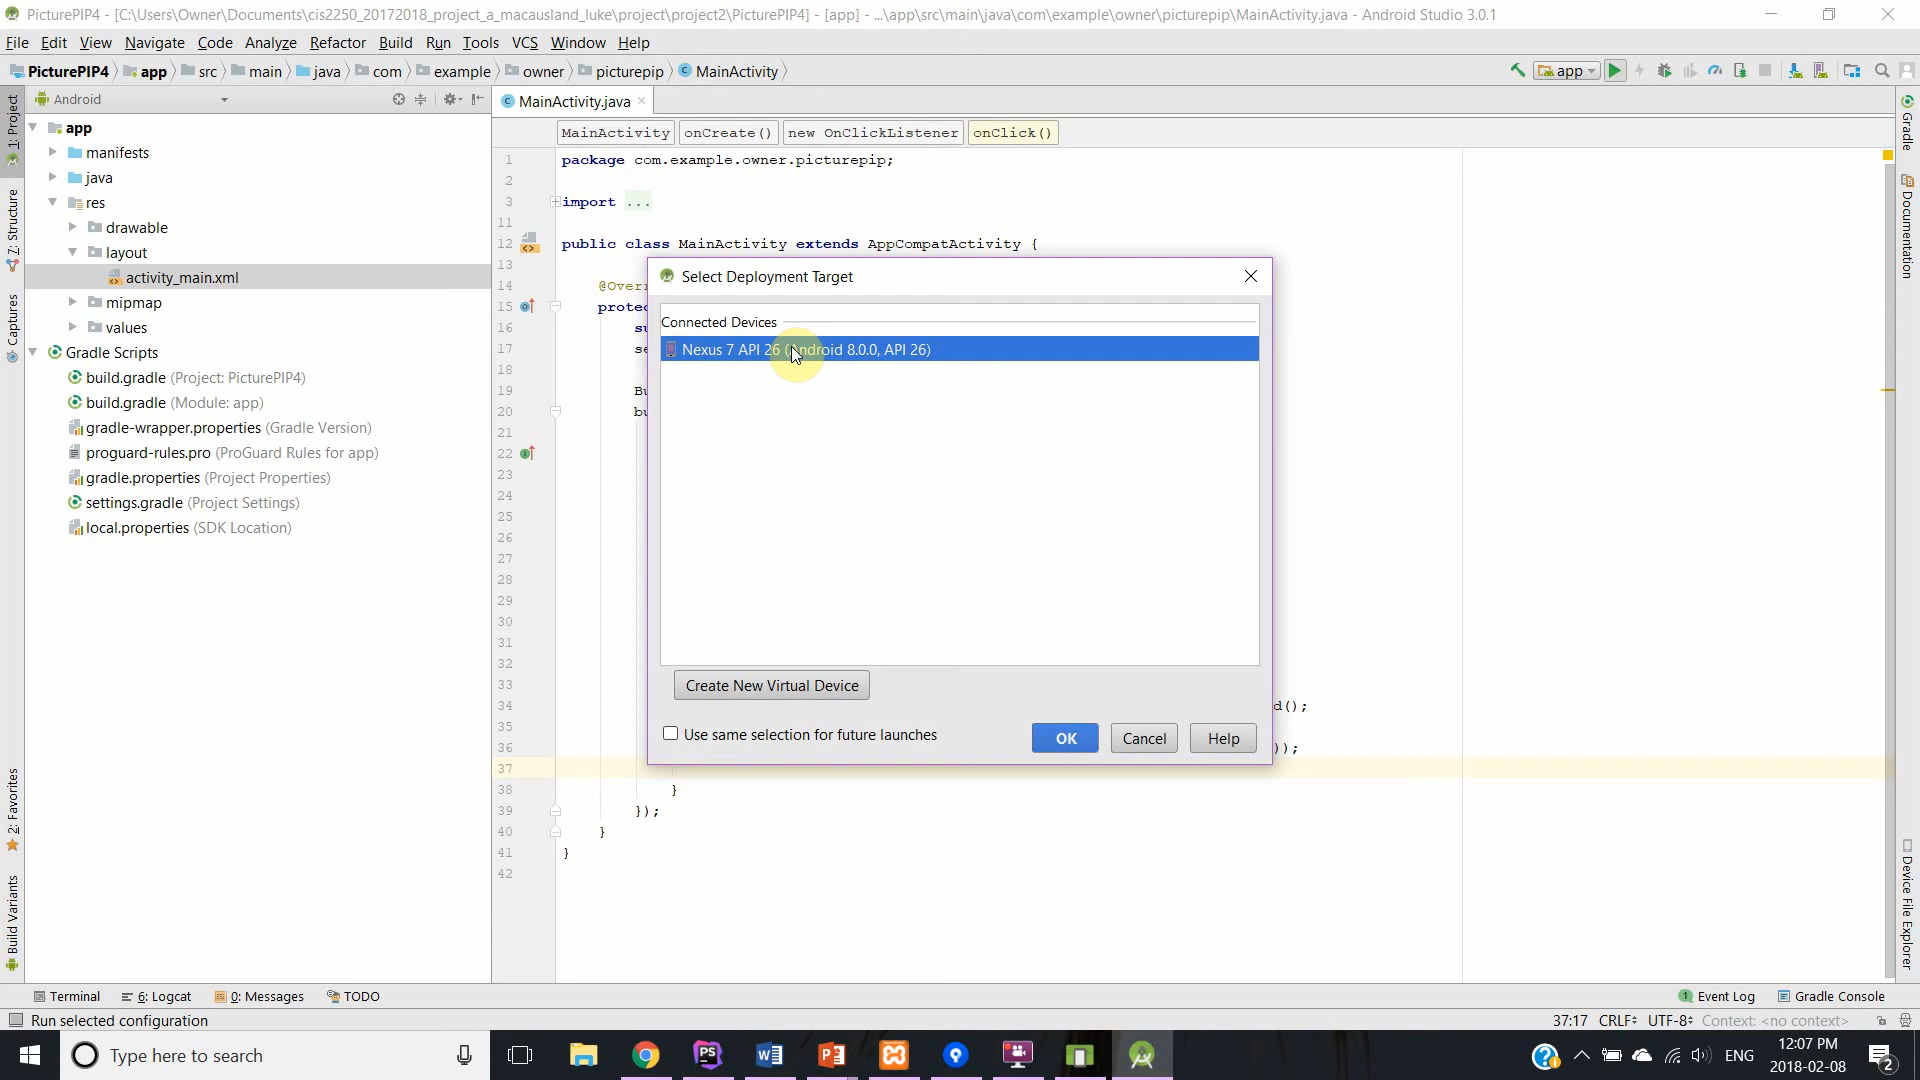 PicturePIP4 - [C:\Users\Owner\Documents\cis2250_20172018_project_a_macausland_luke\project\project2\PicturePIP4] - [app] - ...\app\src\main\java\com\example\owner\picturepip\MainActivity.java - Android Studio 3.0.1
File Edit View Navigate Code Analyze Refactor Build Run Tools VCS Window Help
PicturePIP4 app src main java com example owner picturepip MainActivity app
Android
MainActivity.java
1: Project
7: Structure
Captures
2: Favorites
Build Variants
app
manifests
java
res
drawable
layout
activity_main.xml
mipmap
values
Gradle Scripts
build.gradle (Project: PicturePIP4)
build.gradle (Module: app)
gradle-wrapper.properties (Gradle Version)
proguard-rules.pro (ProGuard Rules for app)
gradle.properties (Project Properties)
settings.gradle (Project Settings)
local.properties (SDK Location)
MainActivity onCreate() new OnClickListener onClick()
1 package com.example.owner.picturepip;
2
3 import ...
11
12 public class MainActivity extends AppCompatActivity {
13
14 @Overr
15 protec
16 su
17 se
18
19 Bu
20 bu
21
22
23
24
25
26
27
28
29
30
31
32
33
34 d();
35
36 ));
37
38 }
39 });
40 }
41 }
42
Select Deployment Target
Connected Devices
Nexus 7 API 26 (Android 8.0.0, API 26)
Create New Virtual Device
Use same selection for future launches
OK Cancel Help
Gradle
Documentation
Device File Explorer
Terminal 6: Logcat 0: Messages TODO 1 Event Log Gradle Console
Run selected configuration 37:17 CRLF UTF-8 Context: <no context>
Type here to search
PS W P
ENG
12:07 PM
2018-02-08
2